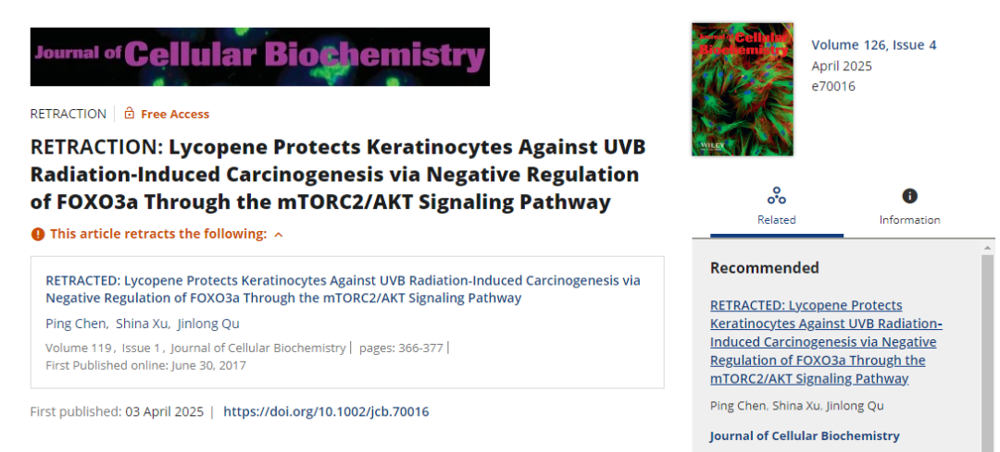 Journal of Cellular Biochemistry
RETRACTION
Free Access
RETRACTION: Lycopene Protects Keratinocytes Against UVB
Radiation-Induced Carcinogenesis via Negative Regulation
of FOXO3a Through the mTORC2/AKT Signaling Pathway
This article retracts the following:
RETRACTED: Lycopene Protects Keratinocytes Against UVB Radiation-Induced Carcinogenesis via
Negative Regulation of FOXO3a Through the mTORC2/AKT Signaling Pathway
Ping Chen, Shina Xu, Jinlong Qu
Volume 119, Issue 1, Journal of Cellular Biochemistry | pages: 366-377 |
First Published online: June 30, 2017
First published: 03 April 2025 | https://doi.org/10.1002/jcb.70016
Journal of Cellular
Biochemistry
WILEY
Volume 126, Issue 4
April 2025
e70016
Related
Information
Recommended
RETRACTED: Lycopene Protects
Keratinocytes Against UVB Radiation-
Induced Carcinogenesis via Negative
Regulation of FOXO3a Through the
mTORC2/AKT Signaling Pathway
Ping Chen, Shina Xu, Jinlong Qu
Journal of Cellular Biochemistry